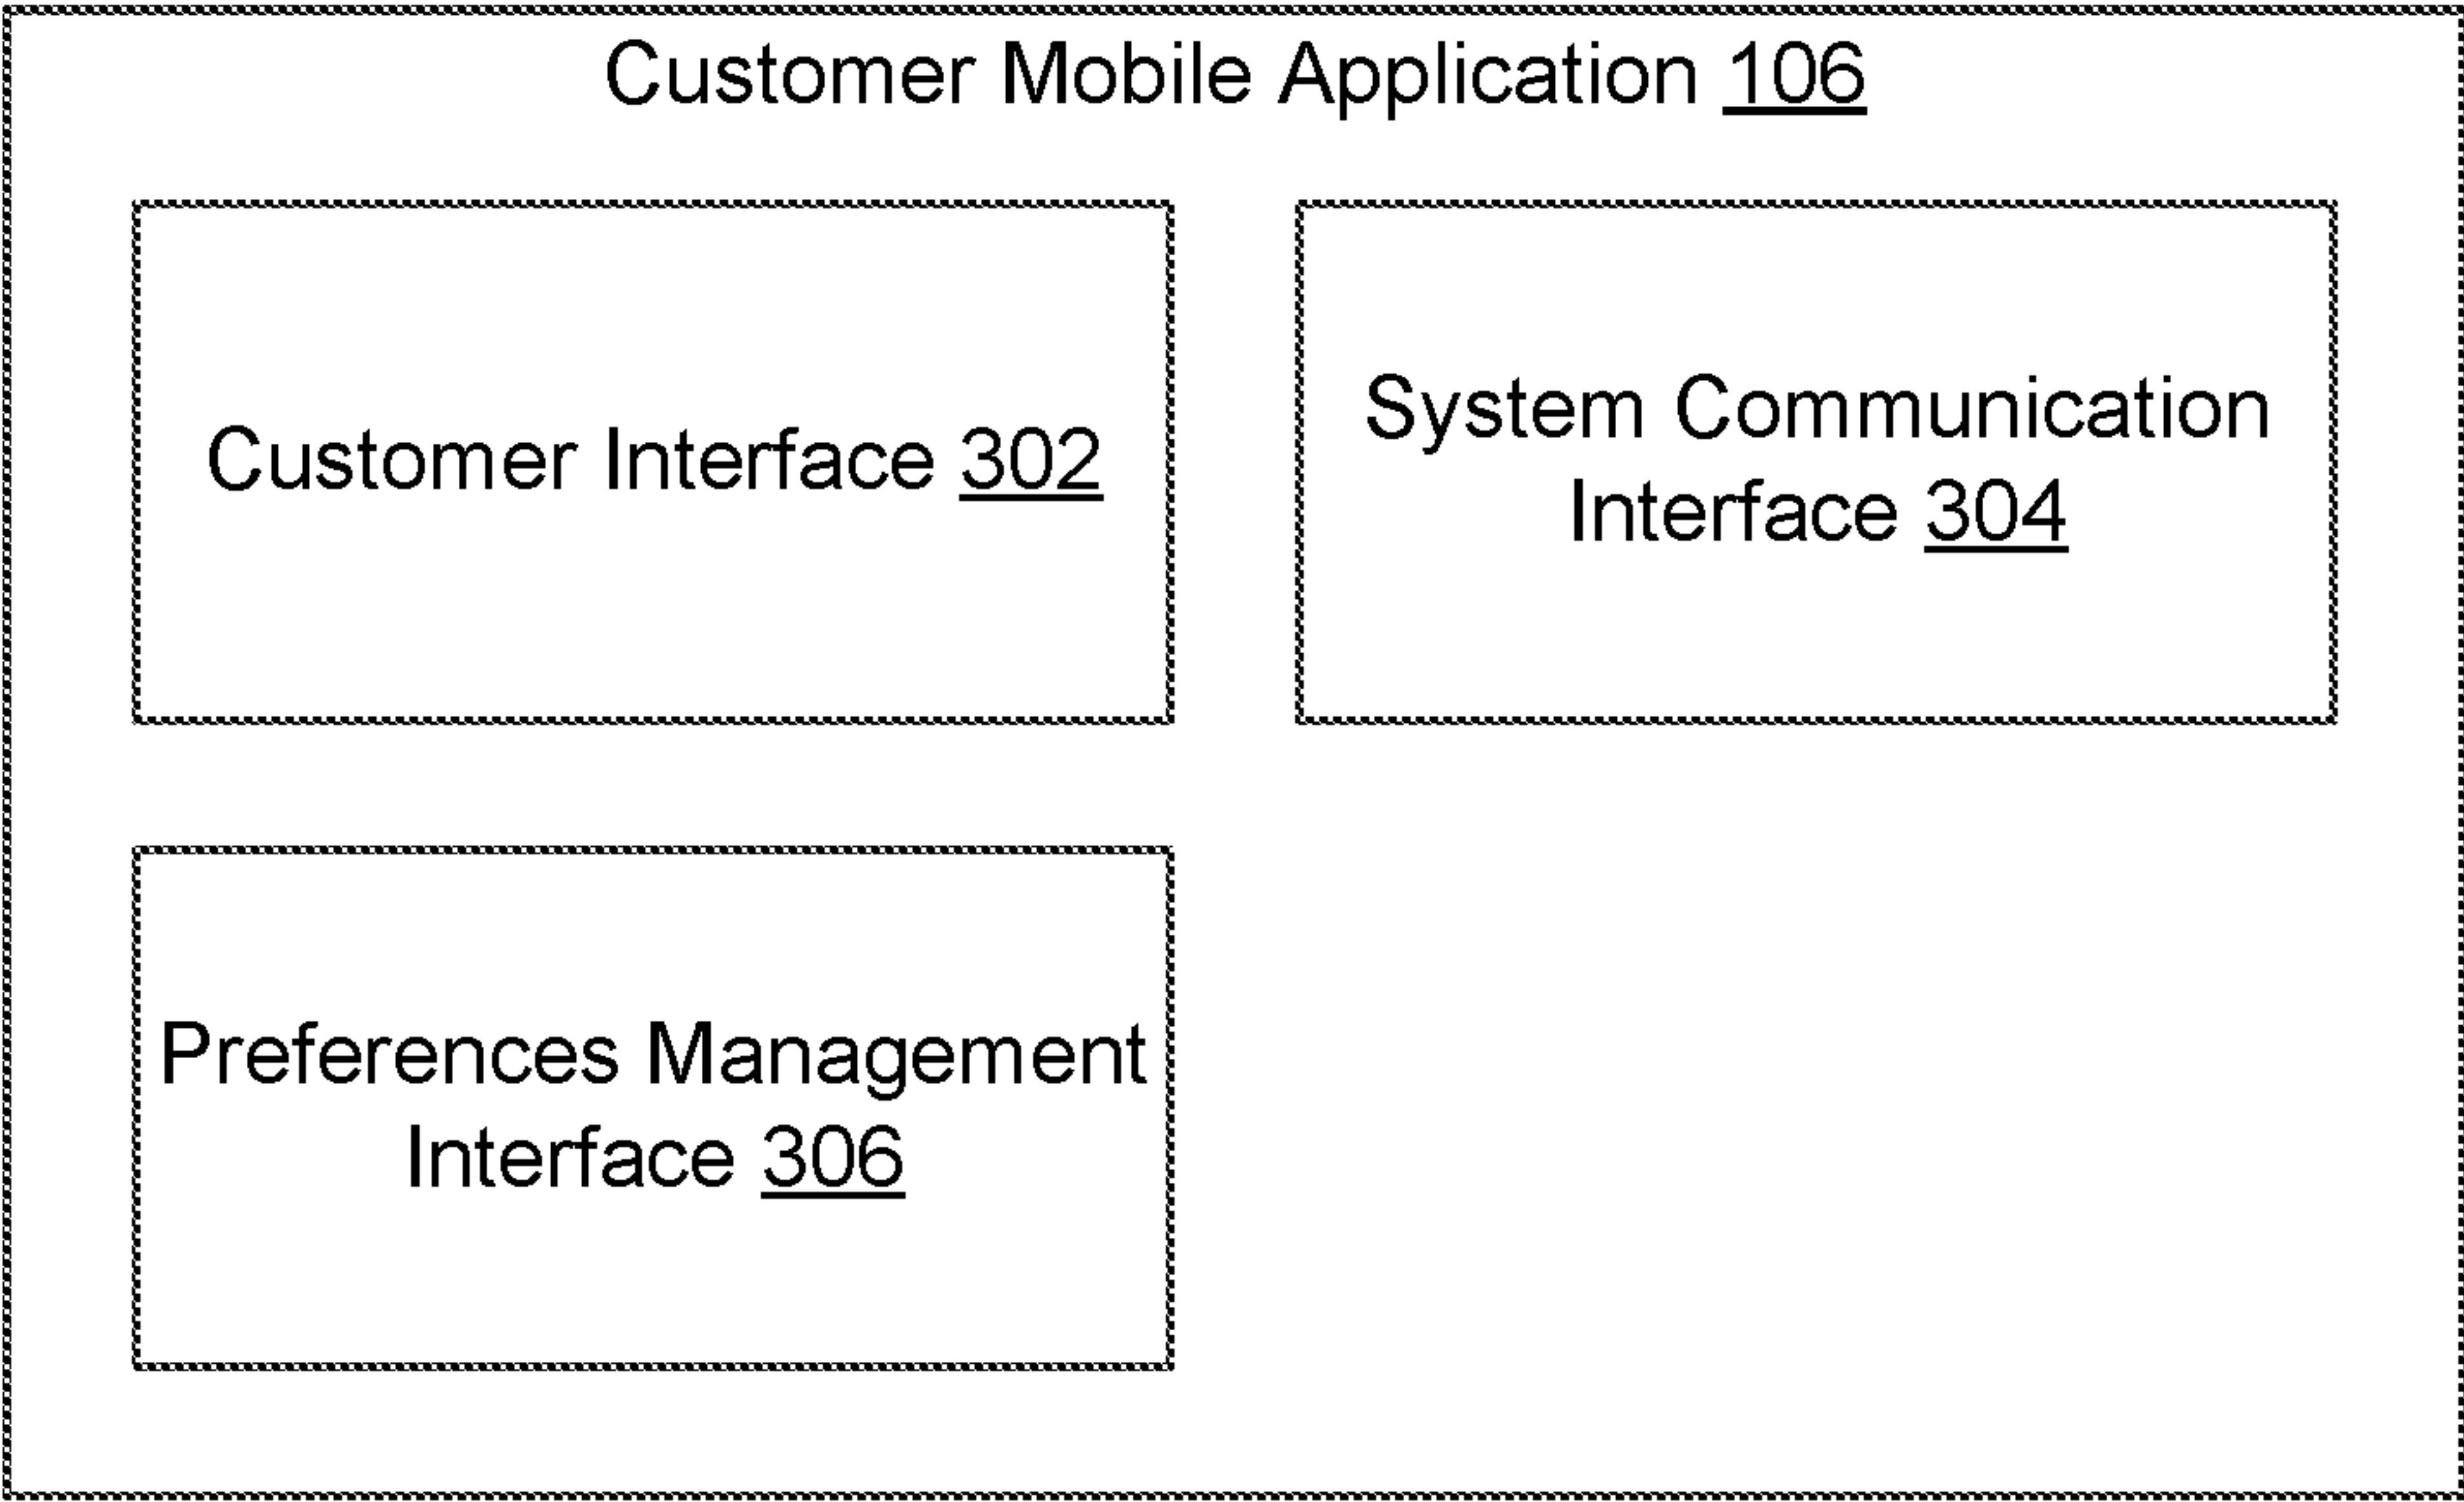 Customer Mobile Application 106
Customer Interface 302
System Communication
Interface 304
Preferences Management
Interface 306